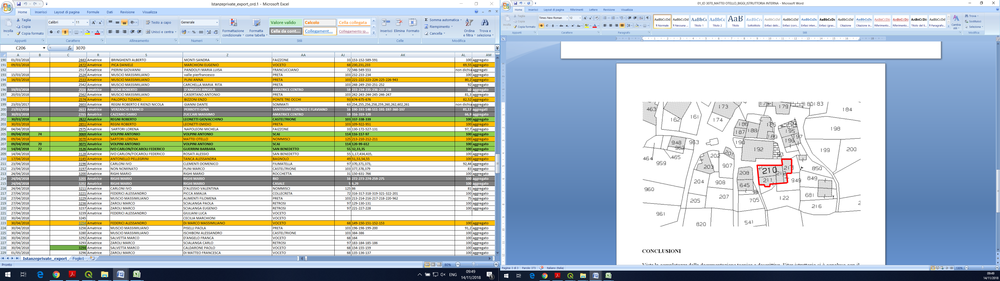 Istanzeprivate_export_ord.1 - Microsoft Excel
Home Inserisci Layout di pagina Formule Dati Revisione Visualizza
Incolla Taglia Copia Copia formato Appunti
Calibri 11 G C S Carattere
Testo a capo Unisci e centra Allineamento
Generale % 000 Numeri
Formattazione condizionale Formatta come tabella
Valore valido Calcolo Cella collegata
Cella da cont... Collegament... Collegamento ip...
Stili
Inserisci Elimina Formato Celle
Somma automatica Riempimento Cancella Ordina e filtra Trova e seleziona Modifica
C206 fx 3070
A B C R S Z AA AJ AK AL AM
190 01/03/2018 2443 Amatrice BRINGHENTI ALBERTO MONTI SANDRA FAIZZONE 33 153-152-589-591 100 aggregato
191 09/03/2018 2472 Amatrice PICA DANIELE MARCHIONI EUGENIO VOCETO 68 230,231,233 69,55 aggregato
192 2517 Amatrice PIERINI GIOVANNI PANDOLFI MARIA LUISA FRANCUCCIANO 72 546-549-553 non dichia aggregati
193 15/03/2018 2524 Amatrice MUSCIO MASSIMILIANO valle pierfrancesco PRETA 103 232-233-234 100 aggregato
194 16/03/2018 2533 Amatrice MUSCIO MASSIMILIANO PLINI ANNA PRETA 103 221-222-223-224-225-226-943 80,2 aggregato
195 2542 Amatrice MUSCIO MASSIMILIANO CARCHELLA MARIA RITA PRETA 103 248-249-250-251-252 92 aggregato
196 19/03/2018 2556 Amatrice REGNI ROBERTO D'ANGELO ANGELA AMATRICE CENTRO 59 233-234-235-236-237-238 60 aggregato
197 20/03/2018 2562 Amatrice MUSCIO MASSIMILIANO CASERTANO ANTONIO PRETA 103 242-243-244-245-246-247 81,3 aggregato
198 2574 Amatrice PALOPOLI TIZIANO BIZZONI ENZO PONTE TRE OCCHI 93 674-675-676 82,52 aggregato
199 23/03/2017 2603 Amatrice REGNI ROBERTO E RIENZI NICOLA GIANNI DANTE SOMMATI 63 254,255,256,258,259,260,262,602,261 non dichia aggregato
200 23/03/2018 2613 Amatrice VERZASCHI FRANCO PERROTTI GINA SANTISSIMI LORENZO E FLAVIANO 16 190-193-148-511-191-197-360-197 81,17 aggregati
201 30/03/2018 2765 Amatrice CAZZARO DARIO ZUCCARI MASSIMO AMATRICE CENTRO 59 316-319-320 66,9 aggregato
202 30/03/2018 81 2822 Amatrice REGNI ROBERTO LEONETTI GIOVACCHINO CASTELTRIONE 103 337-338-339 100 aggregato
203 30/03/2018 2851 Amatrice REGNI ROBERTO LEONETTI EMIDIO PRETA 103 109-922-951 100 aggregato
204 04/04/2018 2975 Amatrice SARTORI LORENA NAPOLEONI MICHELA FAIZZONE 33 130-172-527-131 97,7 aggregato
205 09/04/2018 74 3069 Amatrice VOLPINI ANTONIO VOLPINI ANTONIO SCAI 114 116-117-97 100 aggregato
206 09/04/2018 3070 Amatrice SARTORI LORENA MATTEI OTELLO NOMMISCI 125 213-210-212-211 100 aggregato
207 09/04/2018 70 3071 Amatrice VOLPINI ANTONIO VOLPINI ANTONIO SCAI 114 120-99-612 100 aggregato
208 14/04/2018 72 3126 Amatrice IVO CARLON/FOCAROLI FEDERICO GUERRINI BARBARA SAN BENEDETTO 55 32,33,35 100 aggregato
209 14/04/2018 3128 Amatrice IVO CARLON/FOCAROLI FEDERICO ROSATI ALESSIO SAN BENEDETTO 55 1,17,434,435, 100 aggregato
210 17/04/2018 3145 Amatrice ANTONELLO PELLEGRINI TANCA ALESSANDRA BAGNOLO 49 51,53,54,55 100 aggregato
211 23/04/2018 3196 Amatrice CARLONI IVO CLEMENTI DOMENICO FIUMATELLA 97 370,371,373, 92,44 aggregato
212 23/04/2018 3197 Amatrice NON NOMINATO PLINI MARCO CASTELTRIONE 103 377,378,379 83 aggregato
213 24/04/2018 3200 Amatrice RIGHI MARIO RIGHI MARIO ROCCHETTA 31 150-631-766 100 aggregato
214 24/04/2018 3201 Amatrice RIGHI MARIO RIGHI MARIO RIO 16 272-273-274-259-275 100 aggregato
215 24/04/2018 3202 Amatrice RIGHI MARIO RIGHI MARIO CASALE 5 6,29 100 aggregato
216 24/04/2018 3211 Amatrice CARLONI IVO D'ALESSIO VALENTINA NOMMISCI 125 86 81 aggregato
217 27/04/2018 3221 Amatrice FEDERICI ALESSANDRO PICCA AMALIA COLLECRETA 72 316-317-318-319-321-322-201 100 aggregato
218 27/04/2018 3229 Amatrice MUSCIO MASSIMILIANO ALIMENTI FILOMENA PRETA 103 213-214-216-217-218-220-962 75 aggregato
219 27/04/2018 3236 Amatrice ZAROLI MARCO SCIALANGA PAOLA RETROSI 97 129-130-131 100 aggregato
220 27/04/2018 3237 Amatrice ZAROLI MARCO SCIALANGA EUGENIO RETROSI 97 221-227-228 100 aggregato
221 27/04/2018 3239 Amatrice FEDERICI ALESSANDRO GIULIANI LUCA VOCETO
222 30/04/2018 3245 CECILIA MARCHIONI VOCETO
223 30/04/2018 3254 Amatrice FEDERICI ALESSANDRO Di MARCO MASSIMILIANO VOCETO 68 149-150-151-152-153 100 aggregato
224 30/04/2018 3256 Amatrice MUSCIO MASSIMILIANO PISELLI PAOLA PRETA 103 196-198-199-200 91,2 aggregato
225 30/04/2018 3280 Amatrice MUSCIO MASSIMILIANO ISCHIBONI ALESSANDRO CASTELTRIONE 103 384-386 100 aggregato
226 30/04/2018 3292 Amatrice SALVETTA MARCO D'ANGELO FRANCA VOCETO 68 164 100 aggregato
227 30/04/2018 3293 Amatrice ZAROLI MARCO SCIALANGA CARLO RETROSI 97 183-184-185-186 100 aggregato
228 30/04/2018 3294 Amatrice SALVETTA MARCO CALDARONE PAOLO VOCETO 68 154-155-159 100 aggregato
229 01/05/2018 3296 Amatrice ZAROLI MARCO DI MATTEO FRANCESCA VOCETO 68 135-136-137 100 aggregato
Istanzeprivate_export Foglio1
Pronto 80%
ENG 09:49 14/11/2018
01_ID 3070_MATTEI OTELLO_BIGGI_ISTRUTTORIA INTERNA - Microsoft Word
Home Inserisci Layout di pagina Riferimenti Lettere Revisione Visualizza
Incolla Taglia Copia Copia formato Appunti
Times New Roman 12 G C S Carattere Paragrafo
AaBbCcDd ¶ Normale ¶ Nessuna ... Titolo 1 Titolo 2 Titolo Sottotitolo Enfasi delic... Enfasi (cors... Enfasi inten... Enfasi (gras... Citazione Citazione in... Riferimento... Riferimento... Titolo del li... ¶ Paragrafo...
Stili Cambia stili Trova Sostituisci Seleziona Modifica
463 162 161 173 174 179 180 183 184
186 185 188 187 189 194 195 197 196 198
948 962 963 190 192 199 200
464 465 959 202 201 203 907 208 210 212 211 850
204 908 949 849
960 645 681
205 207 705 122 216
961 820 541
CONCLUSIONI
Vista la completezza della documentazione tecnica e descrittiva, l'iter istruttorio si è concluso con il
Pagina: 3 di 3 Parole: 373 Italiano (Italia) 130%
09:49
14/11/2018